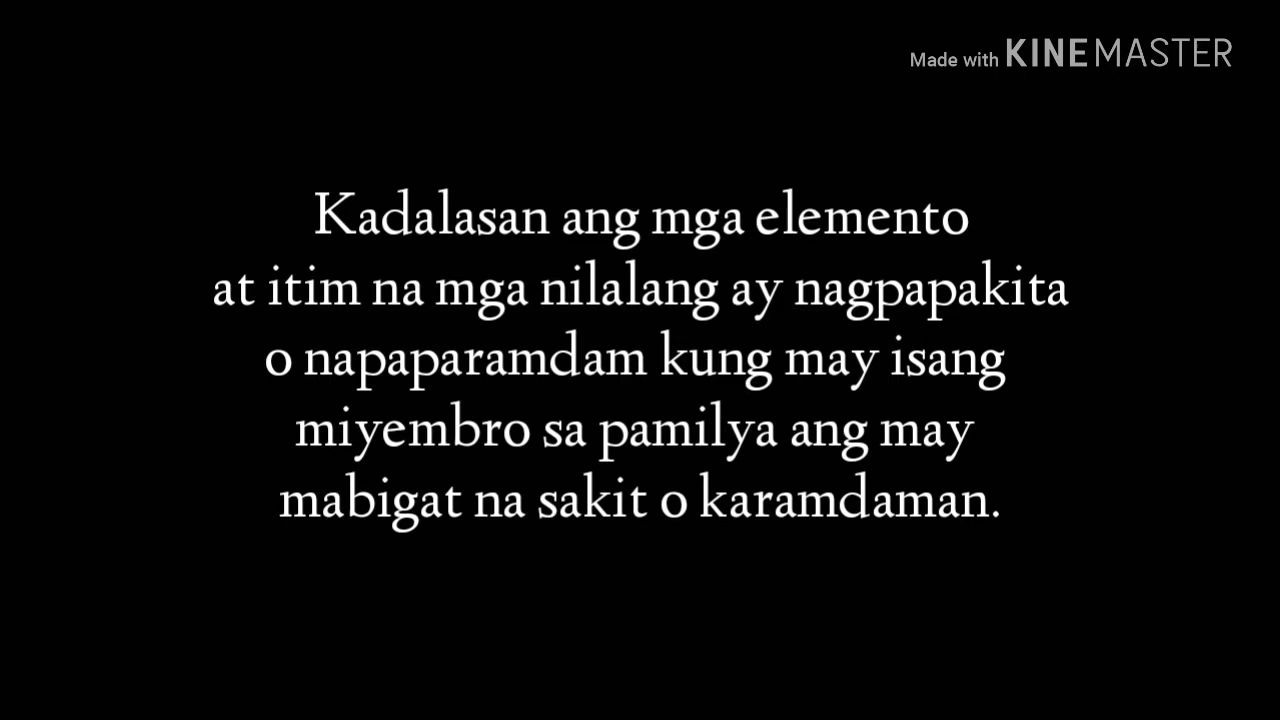 Made with KINEMASTER
Kadalasan ang mga elemento
at itim na mga nilalang ay nagpapakita
o napaparamdam kung may isang
miyembro sa pamilya ang may
mabigat na sakit o karamdaman.